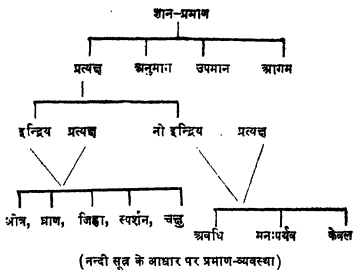 ज्ञान-प्रमाण
प्रत्यक्ष अनुमान उपमान आगम
इन्द्रिय प्रत्यक्ष नो इन्द्रिय प्रत्यक्ष
श्रोत्र, घ्राण, जिह्वा, स्पर्शन, चक्षु
अवधि मनःपर्यव केवल
(नन्दी सूत्र के आधार पर प्रमाण-व्यवस्था)